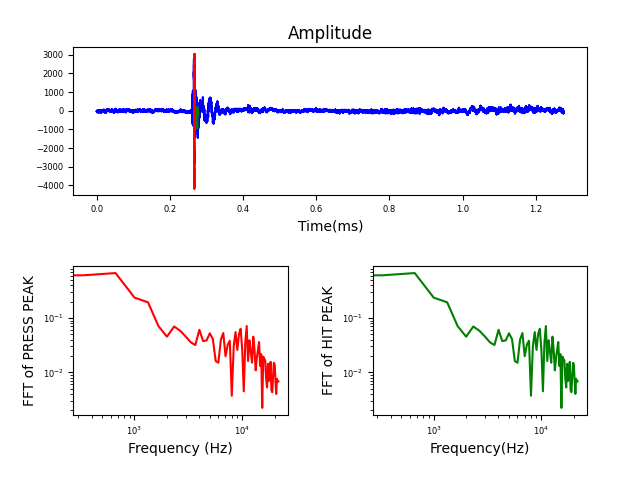 Amplitude
3000
2000
1000
0
−1000
−2000
−3000
−4000
0.0 0.2 0.4 0.6 0.8 1.0 1.2
Time(ms)
FFT of PRESS PEAK
10⁻¹
10⁻²
10³ 10⁴
Frequency (Hz)
FFT of HIT PEAK
10⁻¹
10⁻²
10³ 10⁴
Frequency(Hz)